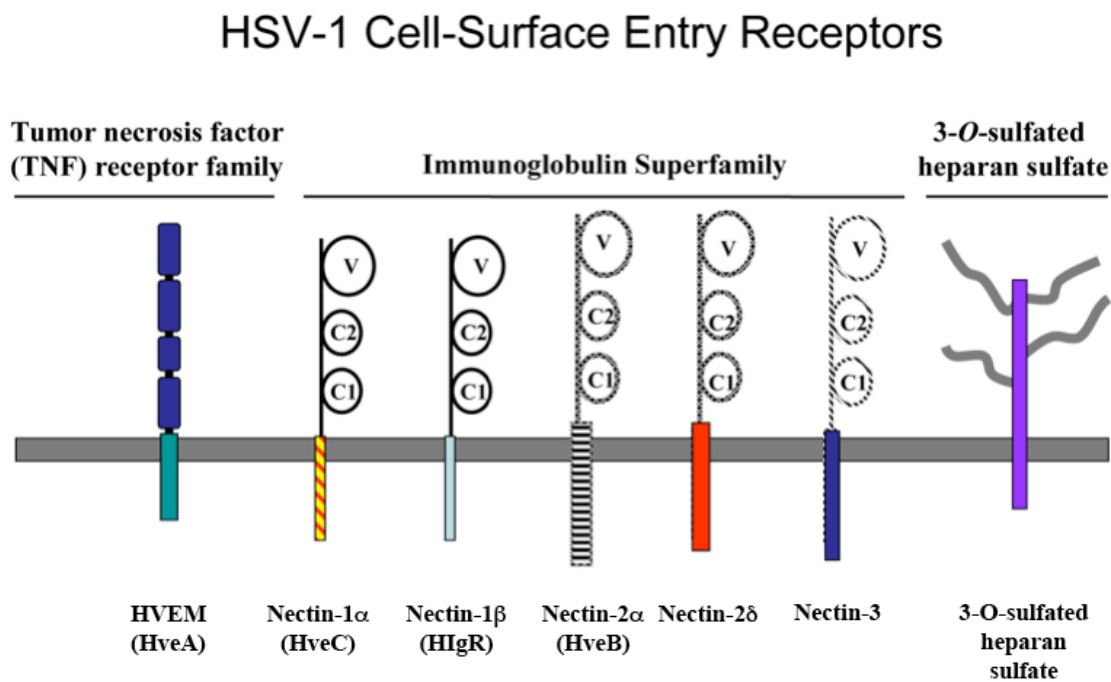 HSV-1 Cell-Surface Entry Receptors
Tumor necrosis factor
(TNF) receptor family
Immunoglobulin Superfamily
3-O-sulfated
heparan sulfate
V
C2
C1
V
C2
C1
V
C2
C1
V
C2
C1
V
C2
C1
HVEM
(HveA)
Nectin-1α
(HveC)
Nectin-1β
(HIgR)
Nectin-2α
(HveB)
Nectin-2δ
Nectin-3
3-O-sulfated
heparan
sulfate